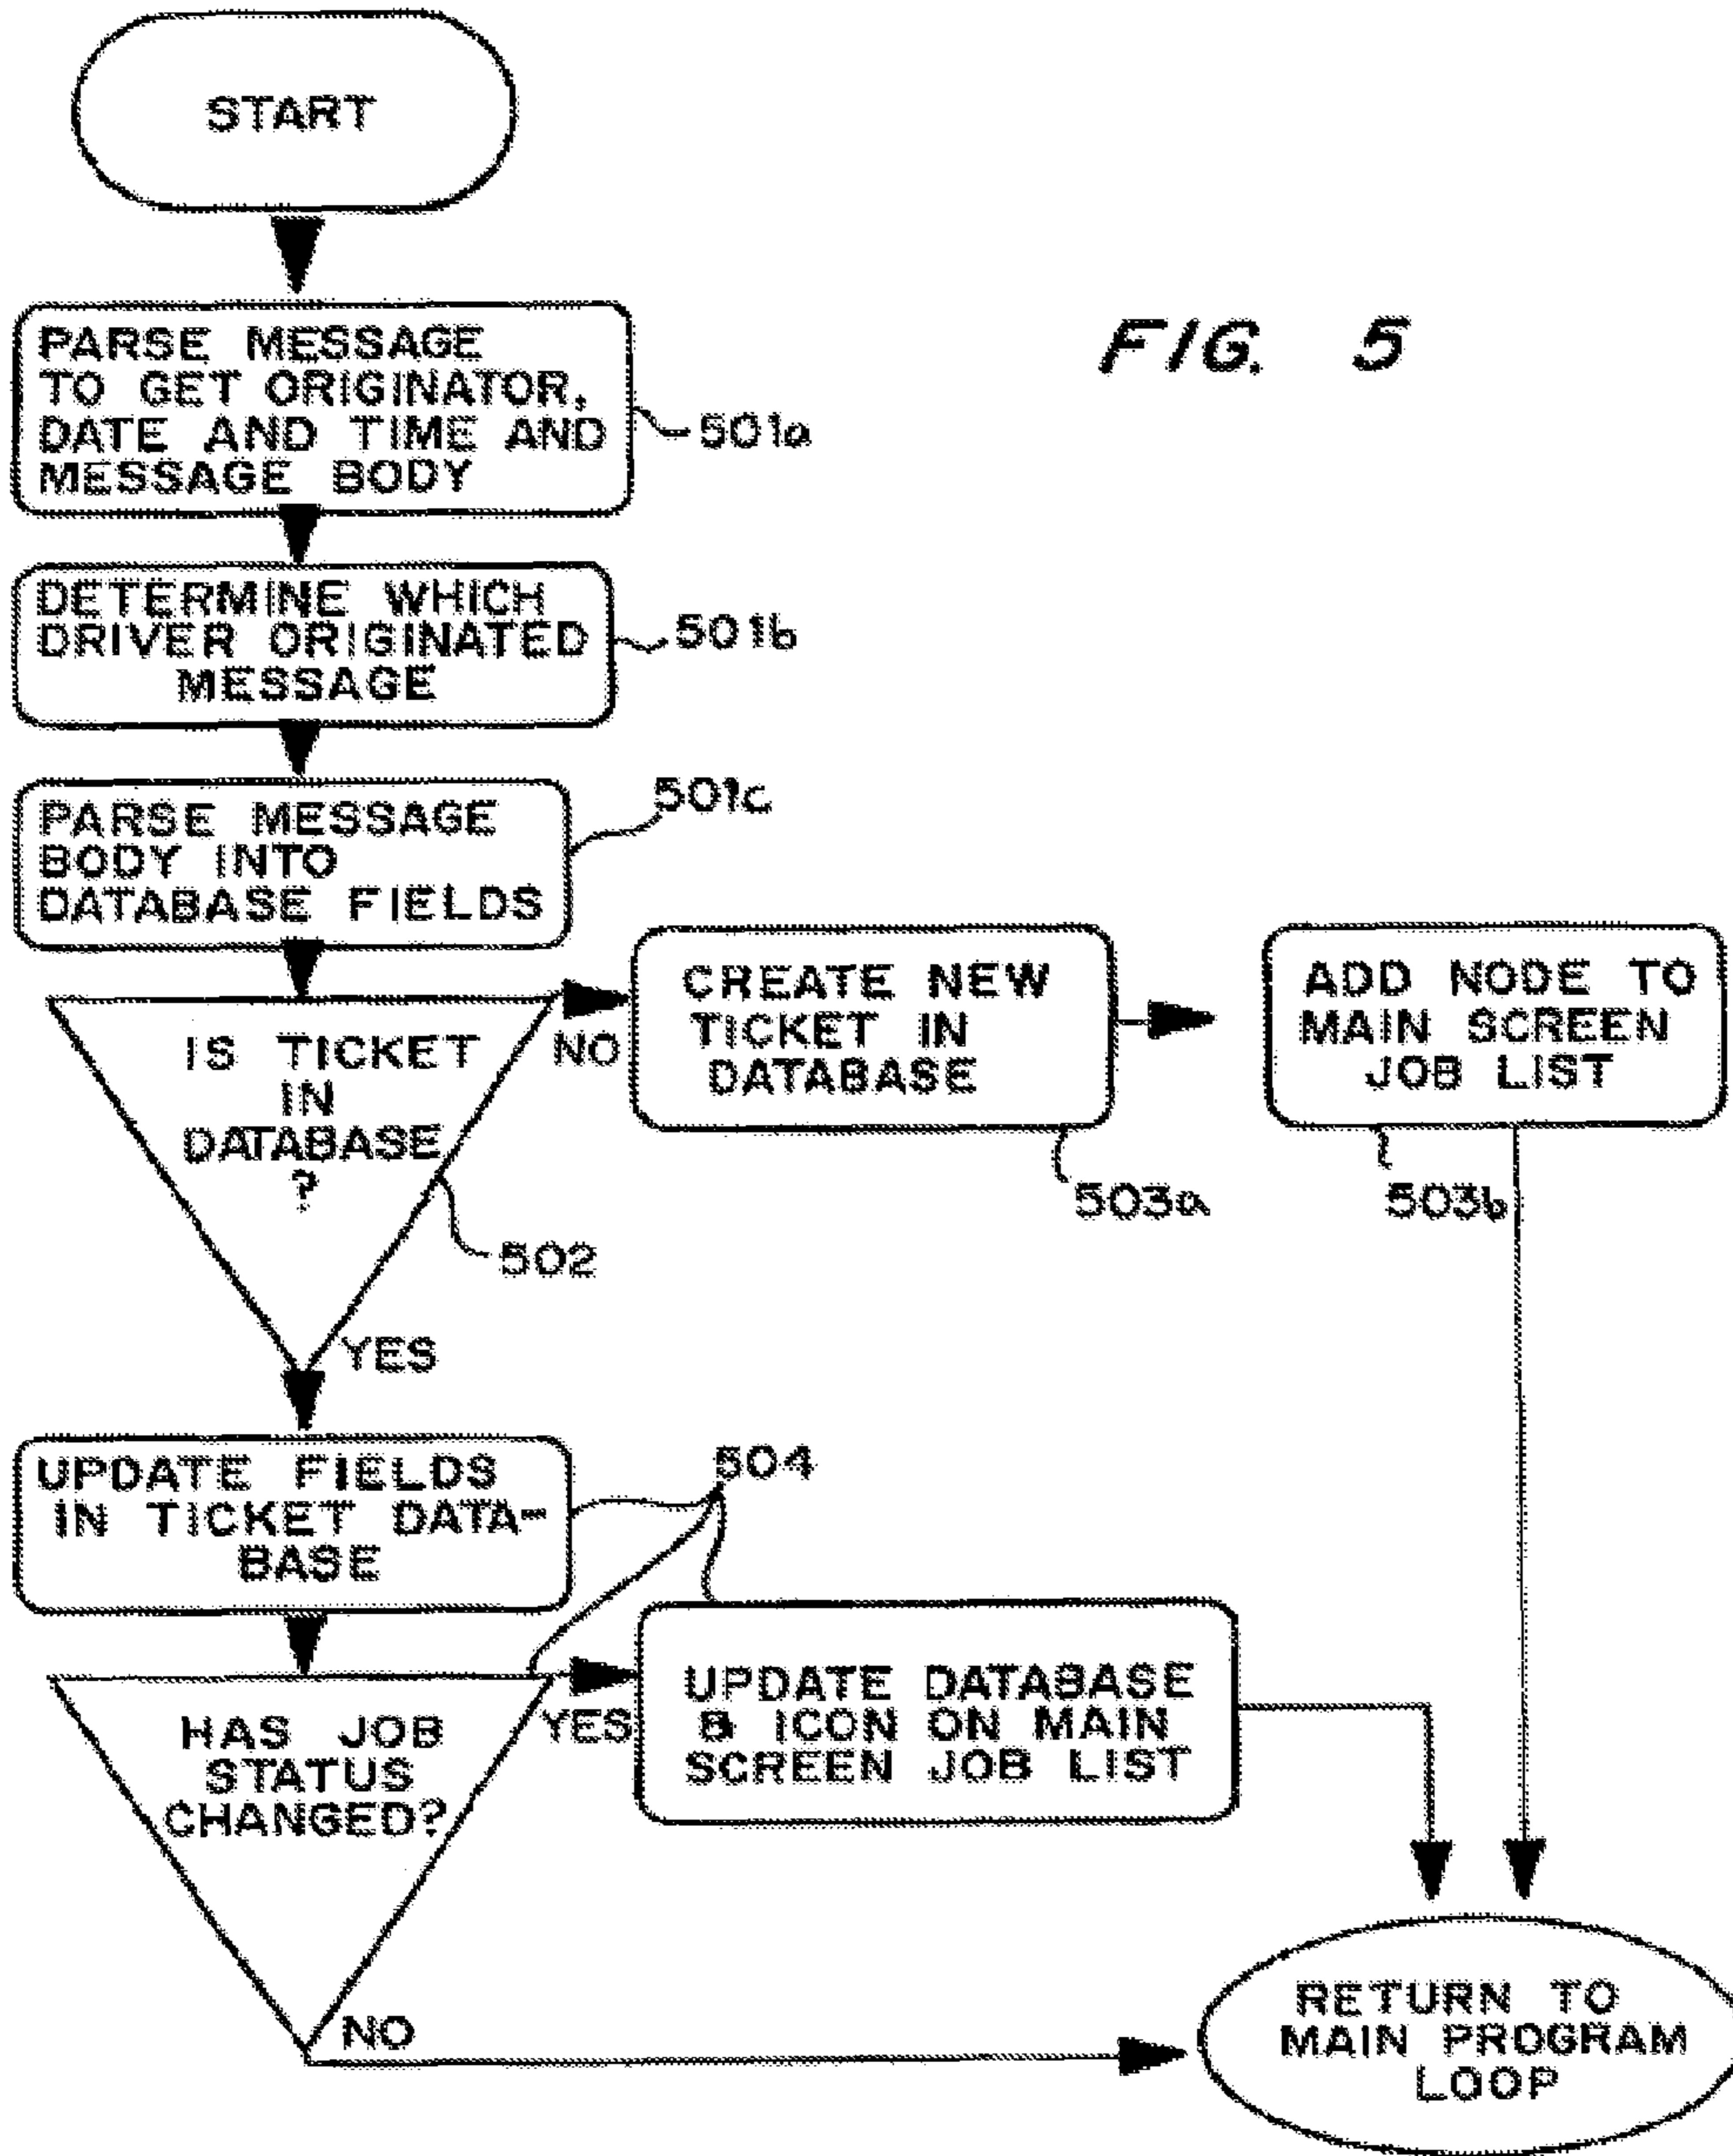 START
FIG. 5
PARSE MESSAGE
TO GET ORIGINATOR,
DATE AND TIME AND
MESSAGE BODY
501a
DETERMINE WHICH
DRIVER ORIGINATED
MESSAGE
501b
PARSE MESSAGE
BODY INTO
DATABASE FIELDS
501c
IS TICKET
IN
DATABASE
?
502
NO
CREATE NEW
TICKET IN
DATABASE
503a
ADD NODE TO
MAIN SCREEN
JOB LIST
503b
YES
UPDATE FIELDS
IN TICKET DATA-
BASE
504
HAS JOB
STATUS
CHANGED?
YES
UPDATE DATABASE
& ICON ON MAIN
SCREEN JOB LIST
NO
RETURN TO
MAIN PROGRAM
LOOP